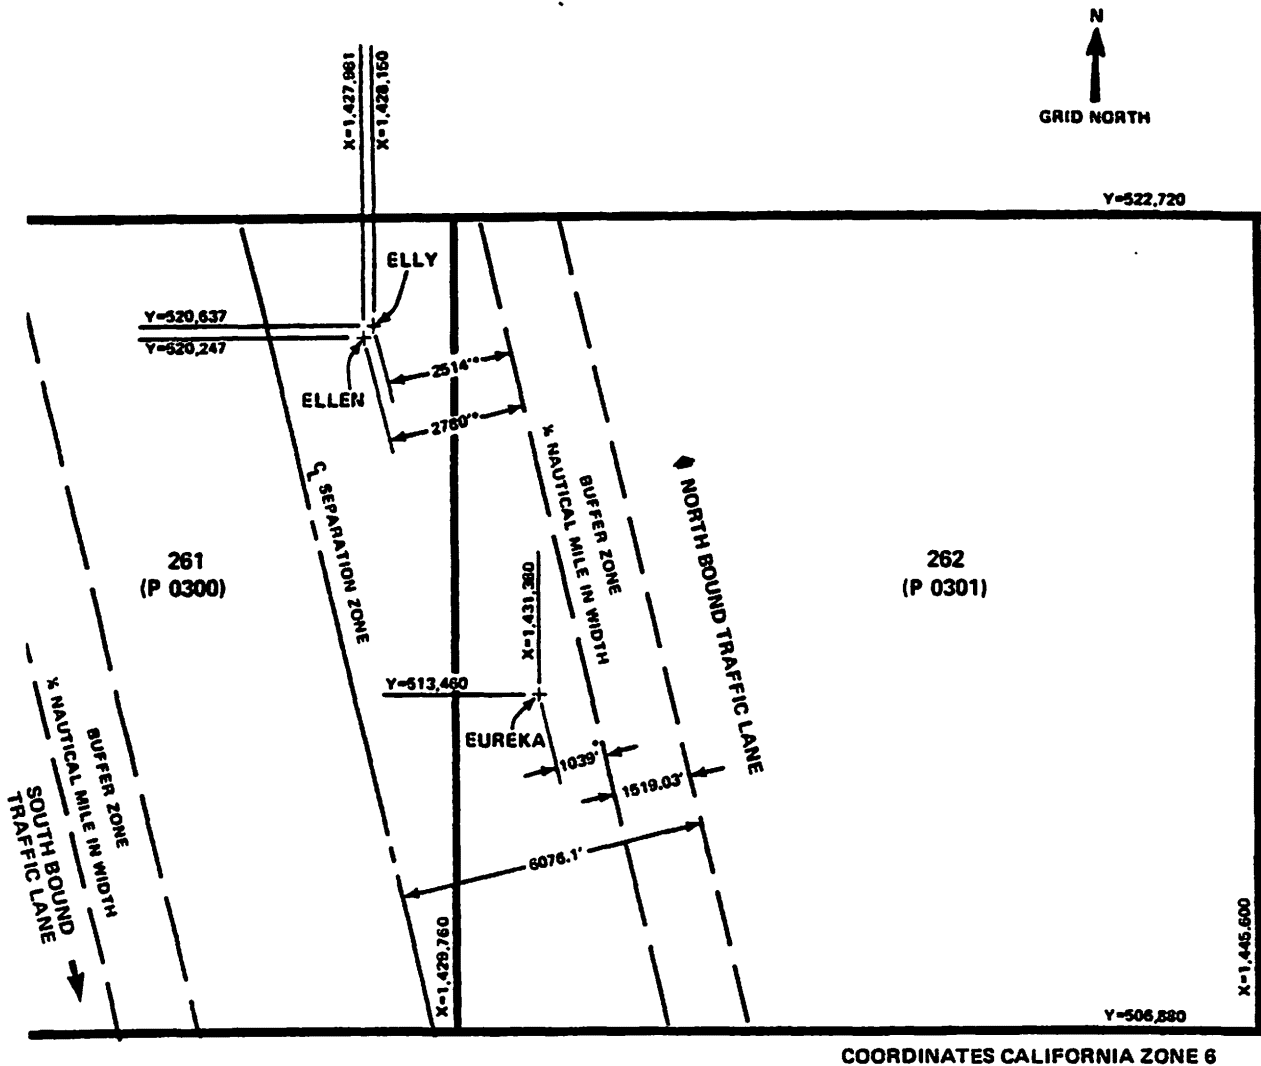 N
GRID NORTH
X=1,427,981
X=1,428,150
Y=522,720
ELLY
Y=520,637
Y=520,247
ELLEN
2514'*
2760'*
℄ SEPARATION ZONE
¼ NAUTICAL MILE IN WIDTH
BUFFER ZONE
NORTH BOUND TRAFFIC LANE
261
(P 0300)
262
(P 0301)
X=1,431,380
Y=513,460
EUREKA
1039'*
1519.03'
6076.1'
BUFFER ZONE
¼ NAUTICAL MILE IN WIDTH
SOUTH BOUND
TRAFFIC LANE
X=1,429,760
X=1,445,600
Y=506,880
COORDINATES CALIFORNIA ZONE 6